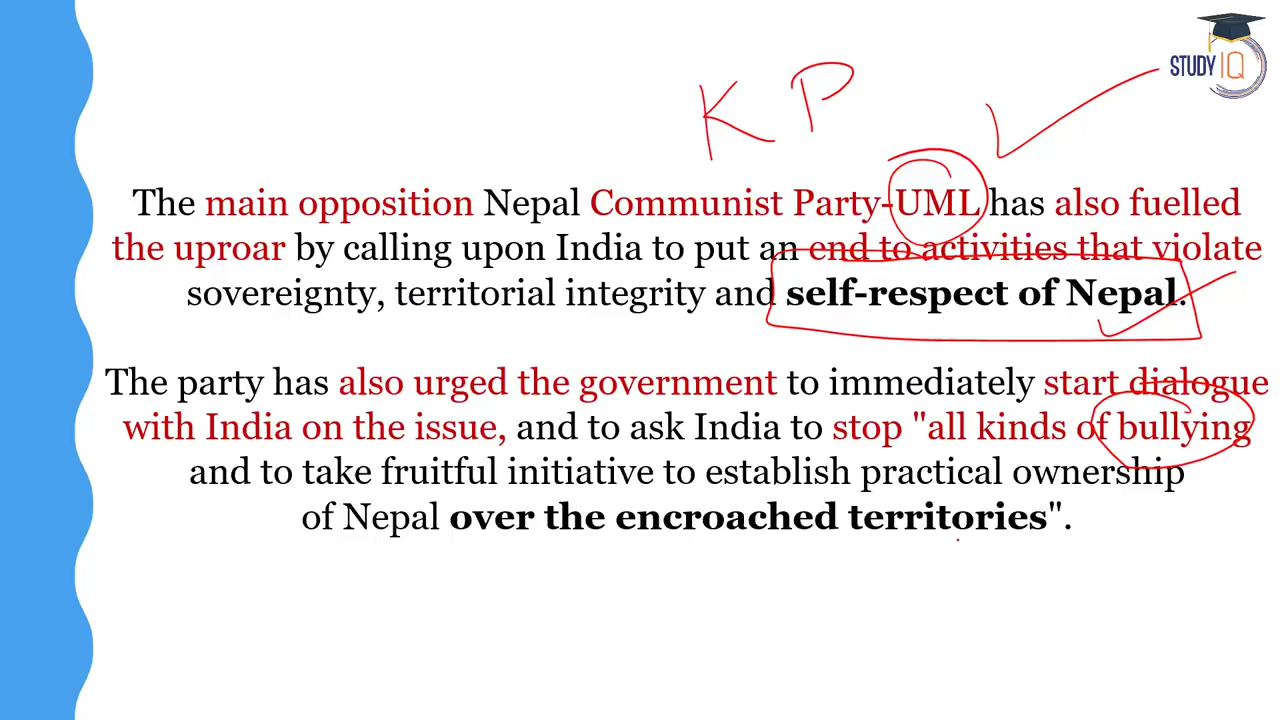 STUDY IQ
K P
The main opposition Nepal Communist Party-UML has also fuelled
the uproar by calling upon India to put an end to activities that violate
sovereignty, territorial integrity and self-respect of Nepal.
The party has also urged the government to immediately start dialogue
with India on the issue, and to ask India to stop "all kinds of bullying
and to take fruitful initiative to establish practical ownership
of Nepal over the encroached territories".